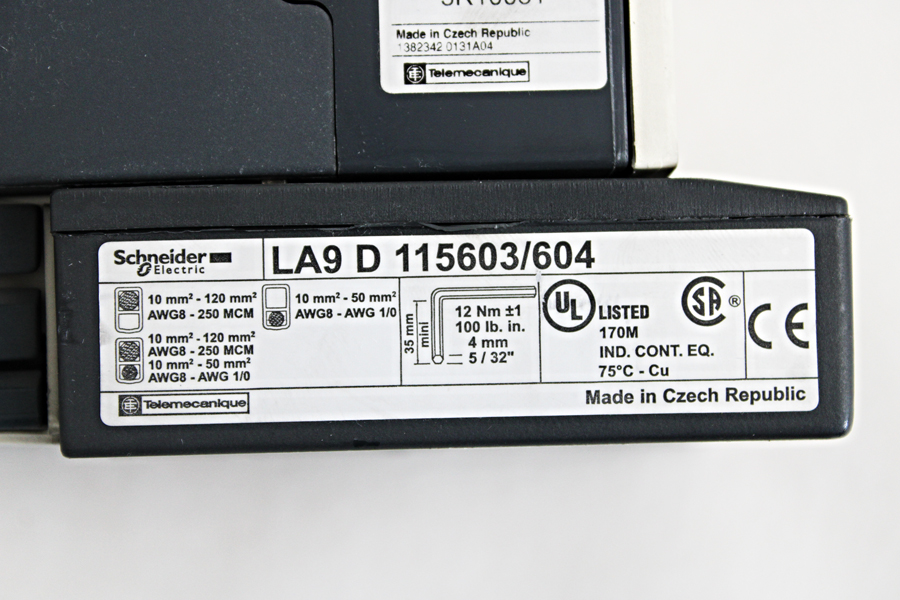 Made in Czech Republic
1382342 0131A04
Telemecanique
Schneider
Electric
LA9 D 115603/604
10 mm² - 120 mm²
AWG8 - 250 MCM
10 mm² - 50 mm²
AWG8 - AWG 1/0
10 mm² - 120 mm²
AWG8 - 250 MCM
10 mm² - 50 mm²
AWG8 - AWG 1/0
35 mm
mini
12 Nm ±1
100 lb. in.
4 mm
5 / 32"
UL
LISTED
170M
IND. CONT. EQ.
75°C - Cu
SA ®
CE
Telemecanique
Made in Czech Republic